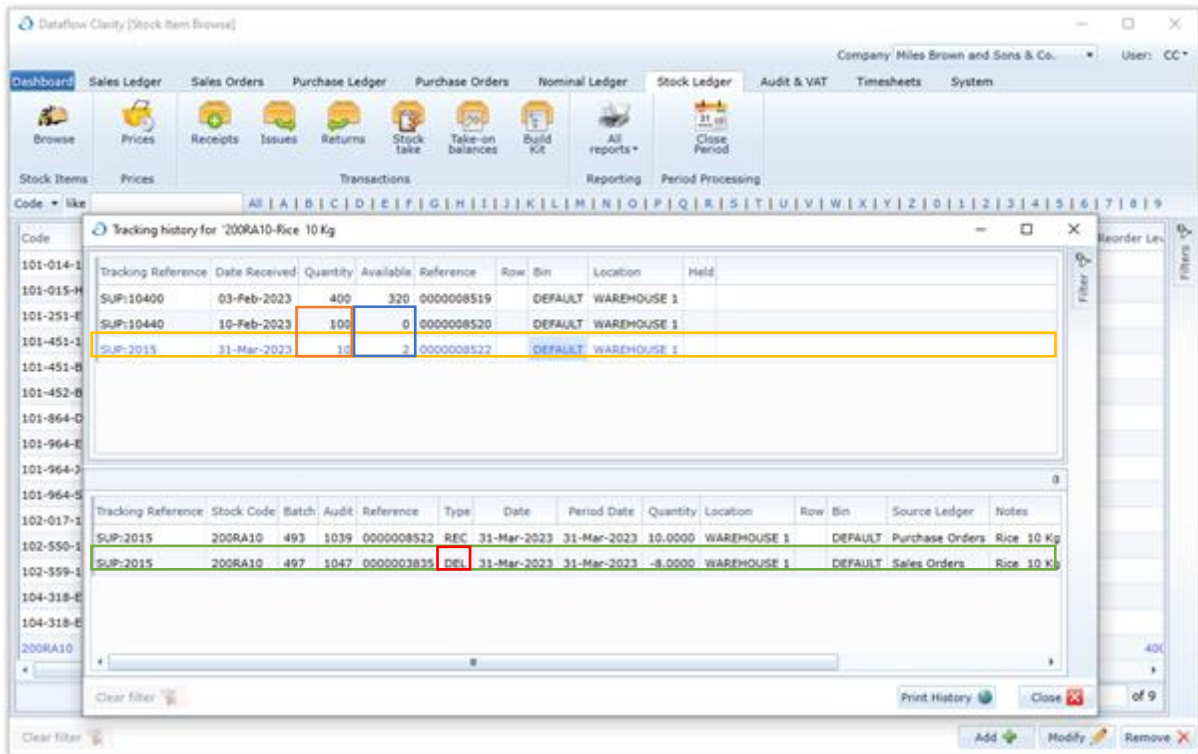 Dataflow Clarity [Stock Item Browse]
Company Miles Brown and Sons & Co. User: CC
Dashboard Sales Ledger Sales Orders Purchase Ledger Purchase Orders Nominal Ledger Stock Ledger Audit & VAT Timesheets System
Browse Prices Receipts Issues Returns Stock take Take-on balances Build Kit All reports Close Period
Stock Items Prices Transactions Reporting Period Processing
Code like All | A | B | C | D | E | F | G | H | I | J | K | L | M | N | O | P | Q | R | S | T | U | V | W | X | Y | Z | 0 | 1 | 2 | 3 | 4 | 5 | 6 | 7 | 8 | 9
Code Reorder Lev
Filters
101-014-1
101-015-H
101-251-E
101-451-1
101-451-B
101-452-B
101-864-D
101-964-E
101-964-J
101-964-S
102-017-1
102-550-1
102-559-1
104-318-E
104-318-E
200RA10 400
Tracking history for '200RA10-Rice 10 Kg
Tracking Reference Date Received Quantity Available Reference Row Bin Location Held
Filter
SUP:10400 03-Feb-2023 400 320 0000008519 DEFAULT WAREHOUSE 1
SUP:10440 10-Feb-2023 100 0 0000008520 DEFAULT WAREHOUSE 1
SUP:2015 31-Mar-2023 10 2 0000008522 DEFAULT WAREHOUSE 1
Tracking Reference Stock Code Batch Audit Reference Type Date Period Date Quantity Location Row Bin Source Ledger Notes
SUP:2015 200RA10 493 1039 0000008522 REC 31-Mar-2023 31-Mar-2023 10.0000 WAREHOUSE 1 DEFAULT Purchase Orders Rice 10 Kg
SUP:2015 200RA10 497 1047 0000003835 DEL 31-Mar-2023 31-Mar-2023 -8.0000 WAREHOUSE 1 DEFAULT Sales Orders Rice 10 Kg
Clear filter Print History Close
of 9
Clear filter Add Modify Remove